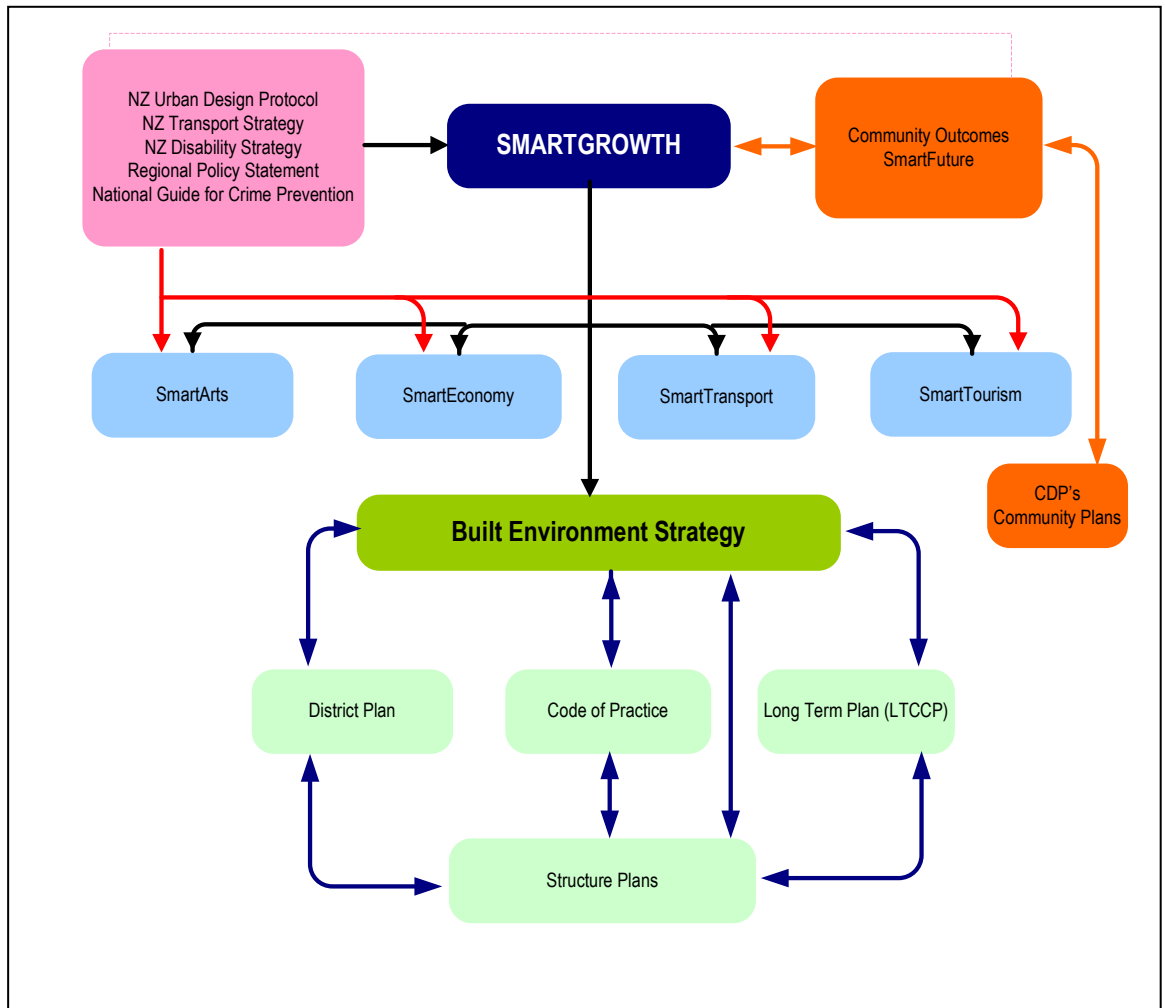 NZ Urban Design Protocol
NZ Transport Strategy
NZ Disability Strategy
Regional Policy Statement
National Guide for Crime Prevention
SMARTGROWTH
Community Outcomes
SmartFuture
SmartArts
SmartEconomy
SmartTransport
SmartTourism
CDP's
Community Plans
Built Environment Strategy
District Plan
Code of Practice
Long Term Plan (LTCCP)
Structure Plans